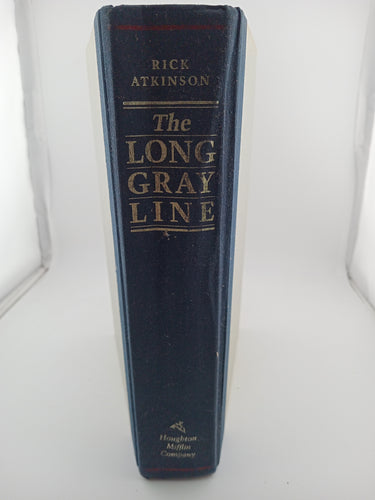 RICK
ATKINSON
The
LONG
GRAY
LINE
Houghton
Mifflin
Company